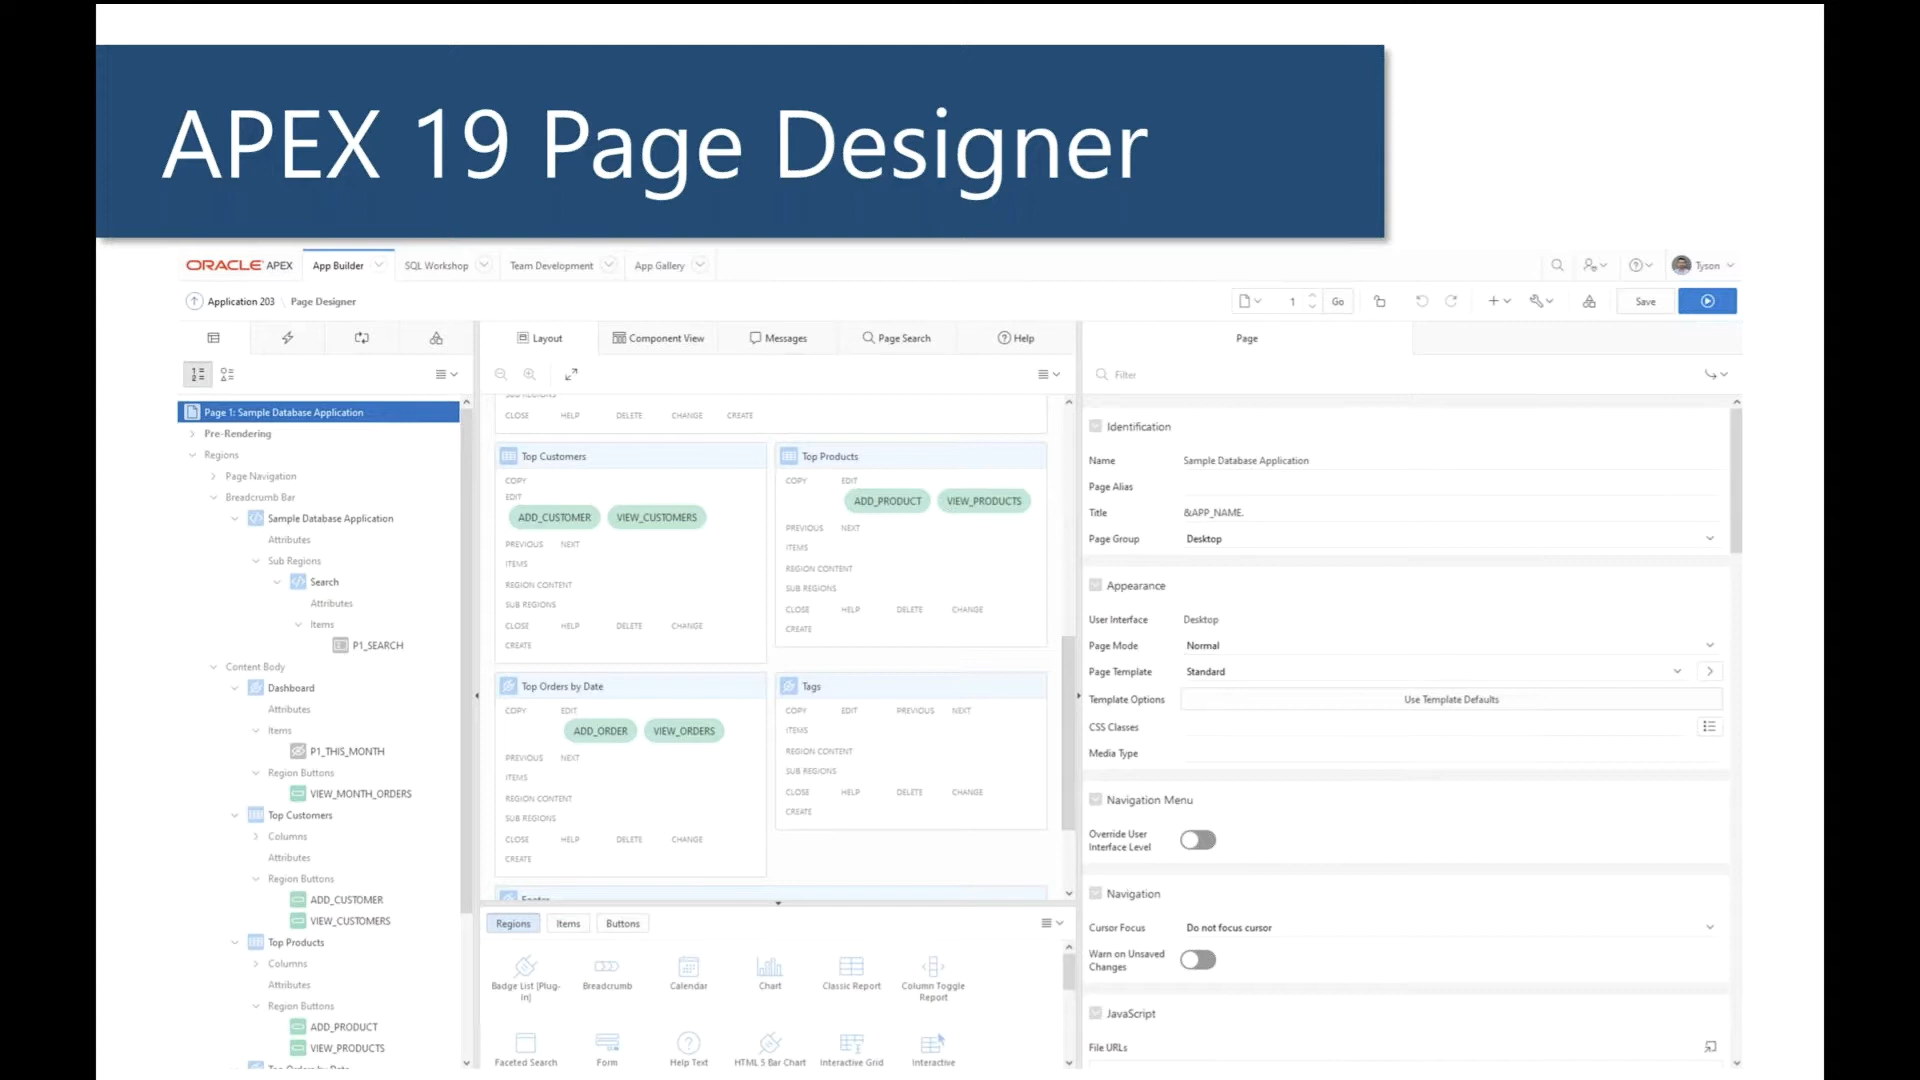 APEX 19 Page Designer
ORACLE APEX App Builder SQL Workshop Team Development App Gallery Tyson
Application 203 \ Page Designer 1 Go Save
Layout Component View Messages Page Search Help
Page
Filter
Page 1: Sample Database Application
Pre-Rendering
Regions
Page Navigation
Breadcrumb Bar
Sample Database Application
Attributes
Sub Regions
Search
Attributes
Items
P1_SEARCH
Content Body
Dashboard
Attributes
Items
P1_THIS_MONTH
Region Buttons
VIEW_MONTH_ORDERS
Top Customers
Columns
Attributes
Region Buttons
ADD_CUSTOMER
VIEW_CUSTOMERS
Top Products
Columns
Attributes
Region Buttons
ADD_PRODUCT
VIEW_PRODUCTS
Top Orders by Date
SUB REGIONS
CLOSE HELP DELETE CHANGE CREATE
Top Customers
COPY
EDIT
ADD_CUSTOMER VIEW_CUSTOMERS
PREVIOUS NEXT
ITEMS
REGION CONTENT
SUB REGIONS
CLOSE HELP DELETE CHANGE
CREATE
Top Products
COPY EDIT
ADD_PRODUCT VIEW_PRODUCTS
PREVIOUS NEXT
ITEMS
REGION CONTENT
SUB REGIONS
CLOSE HELP DELETE CHANGE
CREATE
Top Orders by Date
COPY EDIT
ADD_ORDER VIEW_ORDERS
PREVIOUS NEXT
ITEMS
REGION CONTENT
SUB REGIONS
CLOSE HELP DELETE CHANGE
CREATE
Tags
COPY EDIT PREVIOUS NEXT
ITEMS
REGION CONTENT
SUB REGIONS
CLOSE HELP DELETE CHANGE
CREATE
Footer
Regions Items Buttons
Badge List [Plug-
in]
Breadcrumb
Calendar
Chart
Classic Report
Column Toggle
Report
Faceted Search
Form
Help Text
HTML 5 Bar Chart
Interactive Grid
Interactive
Identification
Name Sample Database Application
Page Alias
Title &APP_NAME.
Page Group Desktop
Appearance
User Interface Desktop
Page Mode Normal
Page Template Standard
Template Options Use Template Defaults
CSS Classes
Media Type
Navigation Menu
Override User
Interface Level
Navigation
Cursor Focus Do not focus cursor
Warn on Unsaved
Changes
JavaScript
File URLs